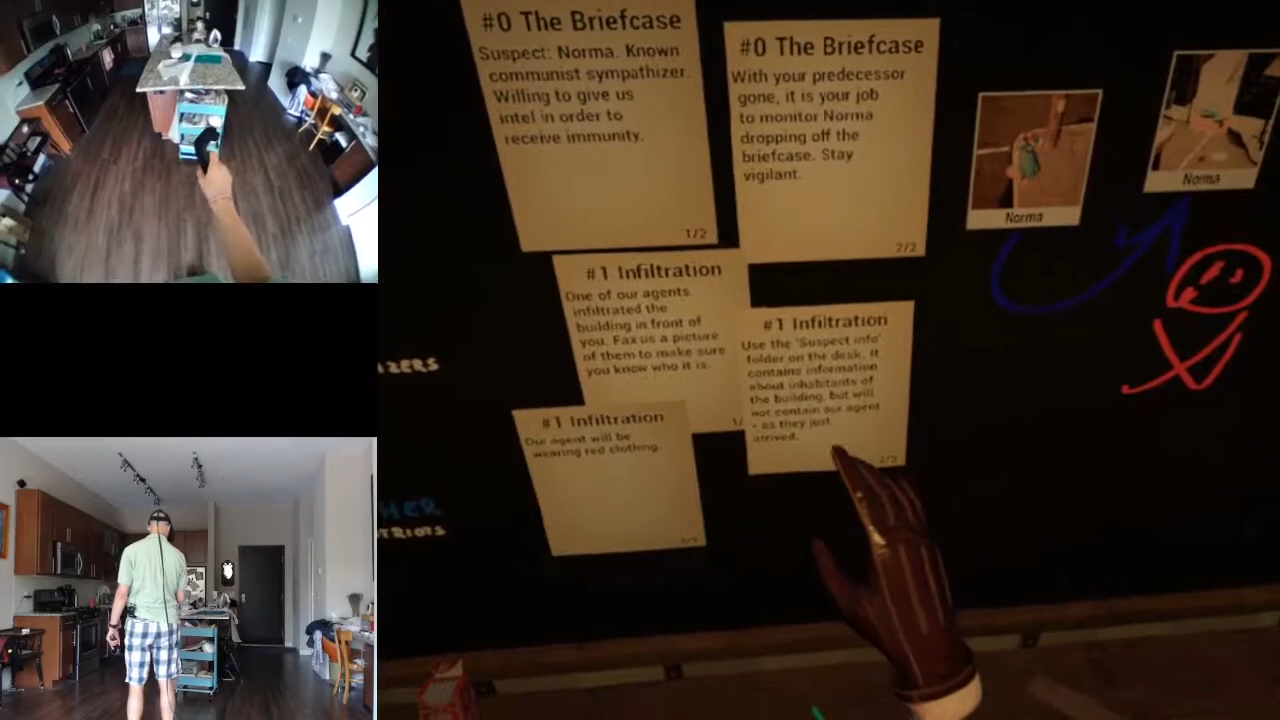 #0 The Briefcase
Suspect: Norma. Known
communist sympathizer.
Willing to give us
intel in order to
receive immunity.
1/2
#0 The Briefcase
With your predecessor
gone, it is your job
to monitor Norma
dropping off the
briefcase. Stay
vigilant.
2/2
Norma
Norma
#1 Infiltration
One of our agents
infiltrated the
building in front of
you. Fax us a picture
of them to make sure
you know who it is.
1/
#1 Infiltration
Use the 'Suspect info'
folder on the desk. It
contains information
about inhabitants of
the building, but will
not contain our agent
- as they just
arrived.
#1 Infiltration
Our agent will be
wearing red clothing.
ZERS
HER
TRIOTS